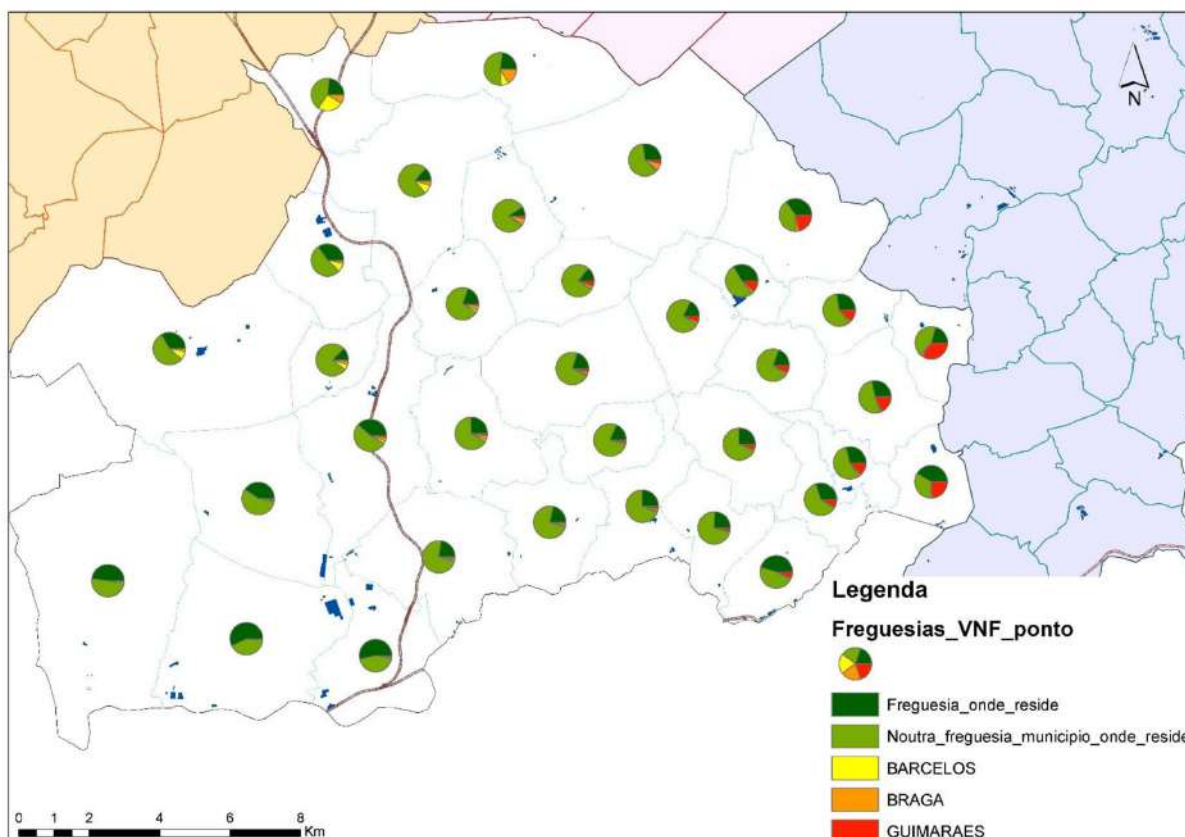 N
Legenda
Freguesias_VNF_ponto
Freguesia_onde_reside
Noutra_freguesia_municipio_onde_reside
BARCELOS
BRAGA
GUIMARAES
0 1 2 4 6 8
Km